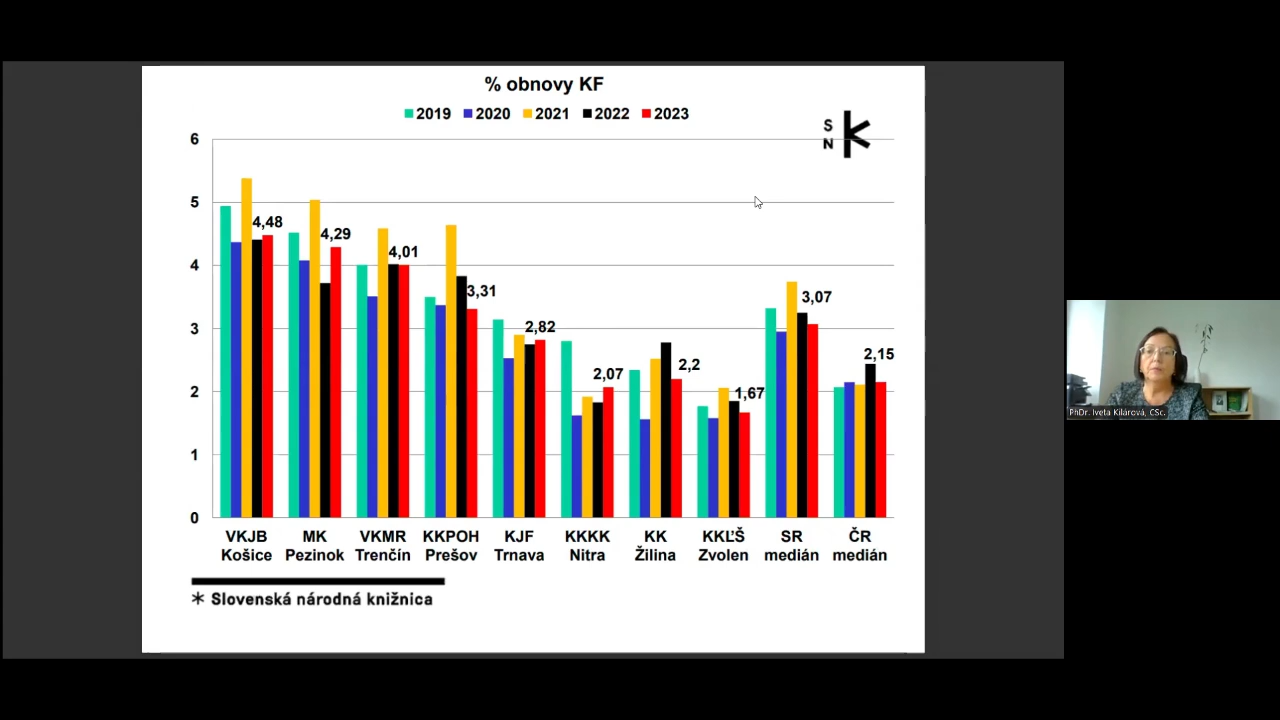 % obnovy KF
2019 2020 2021 2022 2023
S
N
6
5
4
3
2
1
0
4,48
4,29
4,01
3,31
2,82
2,07
2,2
1,67
3,07
2,15
VKJB Košice
MK Pezinok
VKMR Trenčín
KKPOH Prešov
KJF Trnava
KKKK Nitra
KK Žilina
KKĽŠ Zvolen
SR medián
ČR medián
Slovenská národná knižnica
PhDr. Iveta Kilárová, CSc.